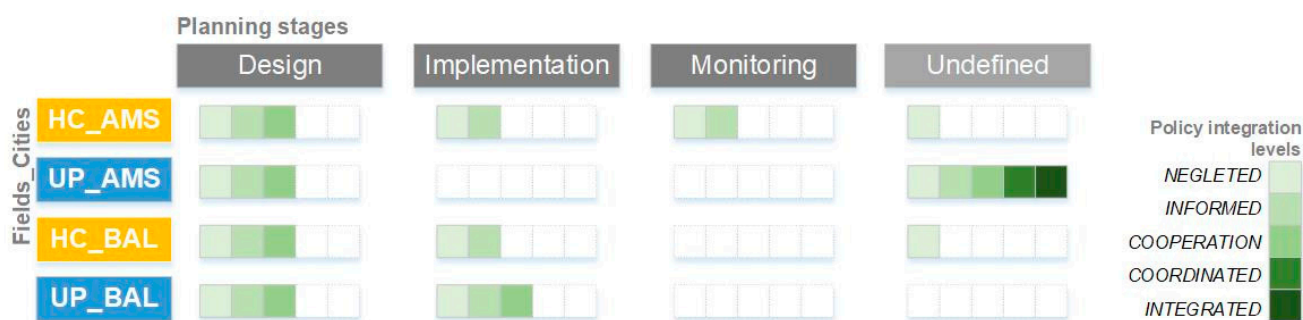 Planning stages
Design Implementation Monitoring Undefined
Fields_Cities
HC_AMS
UP_AMS
HC_BAL
UP_BAL
Policy integration
levels
NEGLETED
INFORMED
COOPERATION
COORDINATED
INTEGRATED